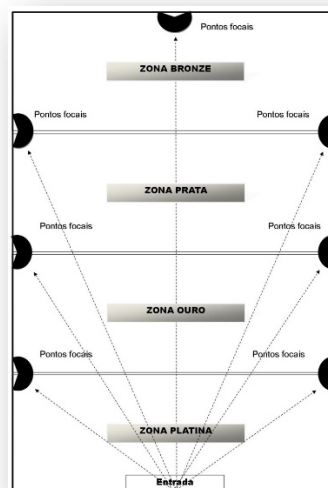 Pontos focais
ZONA BRONZE
Pontos focais
Pontos focais
ZONA PRATA
Pontos focais
Pontos focais
ZONA OURO
Pontos focais
Pontos focais
ZONA PLATINA
Entrada